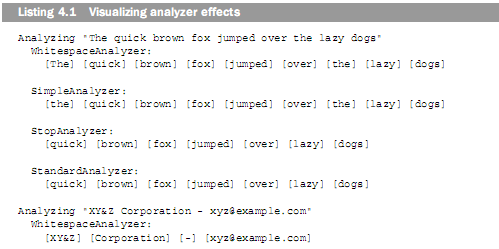 Listing 4.1 Visualizing analyzer effects
Analyzing "The quick brown fox jumped over the lazy dogs"
WhitespaceAnalyzer:
[The] [quick] [brown] [fox] [jumped] [over] [the] [lazy] [dogs]
SimpleAnalyzer:
[the] [quick] [brown] [fox] [jumped] [over] [the] [lazy] [dogs]
StopAnalyzer:
[quick] [brown] [fox] [jumped] [over] [lazy] [dogs]
StandardAnalyzer:
[quick] [brown] [fox] [jumped] [over] [lazy] [dogs]
Analyzing "XY&Z Corporation - xyz@example.com"
WhitespaceAnalyzer:
[XY&Z] [Corporation] [-] [xyz@example.com]